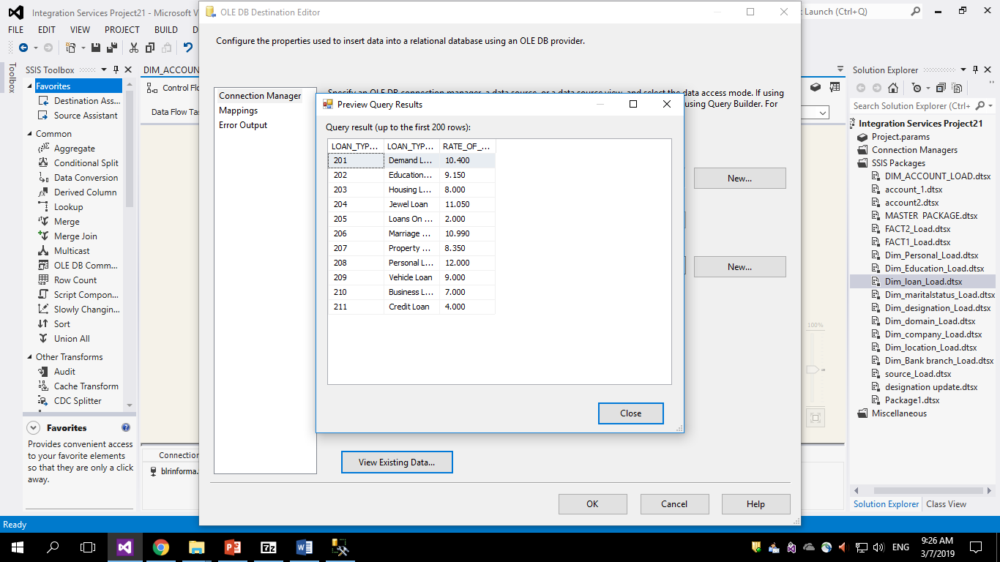 Integration Services Project21 - Microsoft V
OLE DB Destination Editor
Launch (Ctrl+Q)
FILE EDIT VIEW PROJECT BUILD D
Configure the properties used to insert data into a relational database using an OLE DB provider.
Toolbox
SSIS Toolbox
DIM_ACCOUN
Solution Explorer
Favorites
Control Flo
Search Solution Explorer (Ctrl+
Connection Manager
Specify an OLE DB connection manager, a data source, or a data source view, and select the data access mode. If using
using Query Builder. For
Mappings
Error Output
Data Flow Tas
Destination Ass...
Source Assistant
Common
Aggregate
Conditional Split
Data Conversion
Derived Column
Lookup
Merge
Merge Join
Multicast
OLE DB Comm...
Row Count
Script Compon...
Slowly Changin...
Sort
Union All
Other Transforms
Audit
Cache Transform
CDC Splitter
Favorites
Provides convenient access
to your favorite elements
so that they are only a click
away.
Connection
blrinforma.
Preview Query Results
Query result (up to the first 200 rows):
LOAN_TYP... LOAN_TYP... RATE_OF_...
201 Demand L... 10.400
202 Education... 9.150
203 Housing L... 8.000
204 Jewel Loan 11.050
205 Loans On ... 2.000
206 Marriage ... 10.990
207 Property ... 8.350
208 Personal L... 12.000
209 Vehicle Loan 9.000
210 Business L... 7.000
211 Credit Loan 4.000
Close
New...
New...
View Existing Data...
OK Cancel Help
100%
Integration Services Project21
Project.params
Connection Managers
SSIS Packages
DIM_ACCOUNT_LOAD.dtsx
account_1.dtsx
account2.dtsx
MASTER PACKAGE.dtsx
FACT2_Load.dtsx
FACT1_Load.dtsx
Dim_Personal_Load.dtsx
Dim_Education_Load.dtsx
Dim_loan_Load.dtsx
Dim_maritalstatus_Load.dtsx
Dim_designation_Load.dtsx
Dim_domain_Load.dtsx
Dim_company_Load.dtsx
Dim_location_Load.dtsx
Dim_Bank branch_Load.dtsx
source_Load.dtsx
designation update.dtsx
Package1.dtsx
Miscellaneous
Solution Explorer Class View
Ready
ENG
9:26 AM
3/7/2019